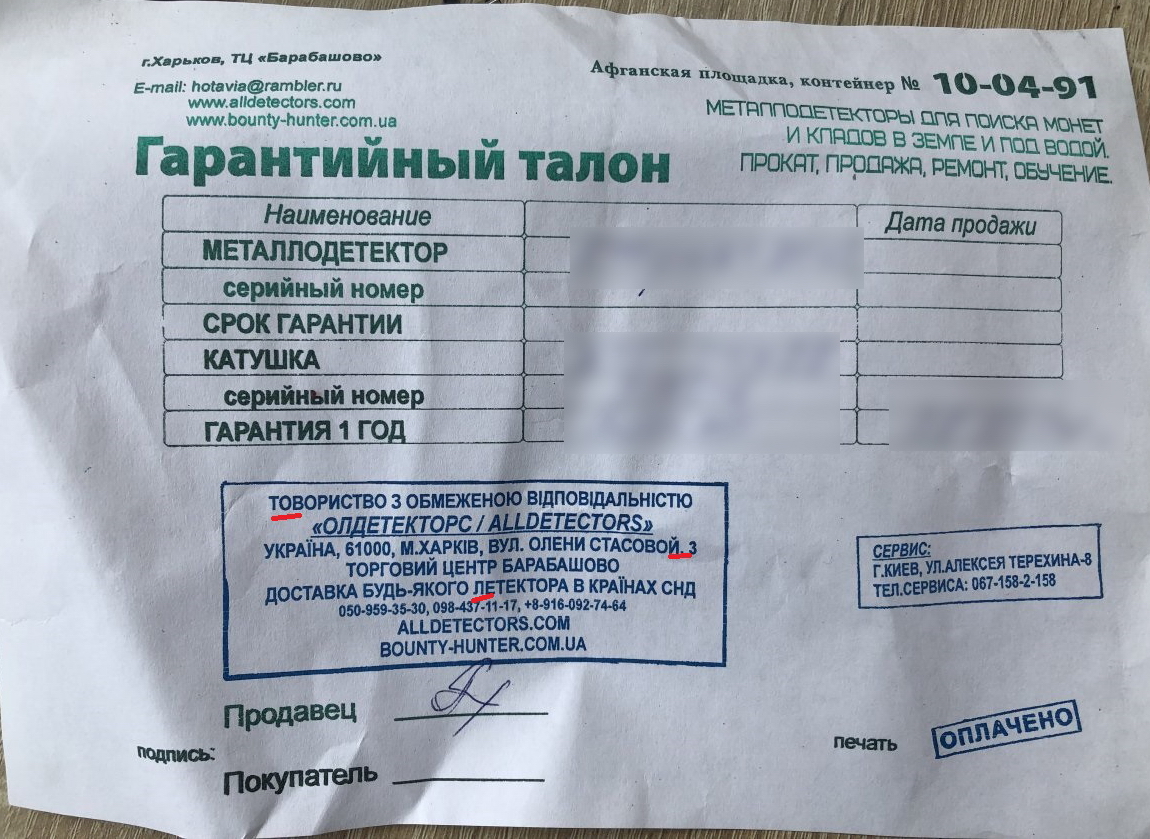 г.Харьков, ТЦ «Барабашово»
Афганская площадка, контейнер № 10-04-91
E-mail: hotavia@rambler.ru
www.alldetectors.com
www.bounty-hunter.com.ua
МЕТАЛЛОДЕТЕКТОРЫ ДЛЯ ПОИСКА МОНЕТ
И КЛАДОВ В ЗЕМЛЕ И ПОД ВОДОЙ.
ПРОКАТ, ПРОДАЖА, РЕМОНТ, ОБУЧЕНИЕ.
Гарантийный талон
Наименование
Дата продажи
МЕТАЛЛОДЕТЕКТОР
серийный номер
СРОК ГАРАНТИИ
КАТУШКА
серийный номер
ГАРАНТИЯ 1 ГОД
ТОВОРИСТВО З ОБМЕЖЕНОЮ ВІДПОВІДАЛЬНІСТЮ
«ОЛДЕТЕКТОРС / ALLDETECTORS»
УКРАЇНА, 61000, М.ХАРКІВ, ВУЛ. ОЛЕНИ СТАСОВОЙ. 3
ТОРГОВИЙ ЦЕНТР БАРАБАШОВО
ДОСТАВКА БУДЬ-ЯКОГО ЛЕТЕКТОРА В КРАЇНАХ СНД
050-959-35-30, 098-437-11-17, +8-916-092-74-64
ALLDETECTORS.COM
BOUNTY-HUNTER.COM.UA
СЕРВИС:
Г.КИЕВ, УЛ.АЛЕКСЕЯ ТЕРЕХИНА-8
ТЕЛ.СЕРВИСА: 067-158-2-158
Продавец
подпись:
Покупатель
печать
ОПЛАЧЕНО